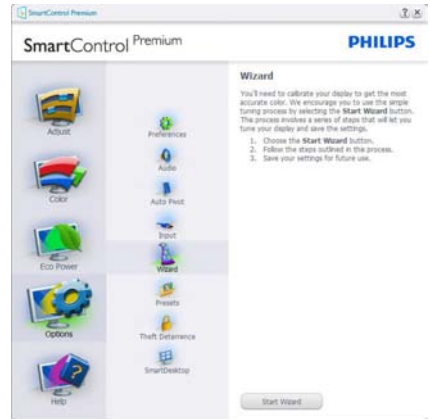 SmartControl Premium
SmartControl Premium
PHILIPS
Adjust
Color
Eco Power
Options
Help
Preferences
Audio
Auto Pivot
Input
Wizard
Presets
Theft Deterrence
SmartDesktop
Wizard
You'll need to calibrate your display to get the most
accurate color. We encourage you to use the simple
tuning process by selecting the Start Wizard button.
The process involves a series of steps that will let you
tune your display and save the settings.
1. Choose the Start Wizard button.
2. Follow the steps outlined in the process.
3. Save your settings for future use.
Start Wizard